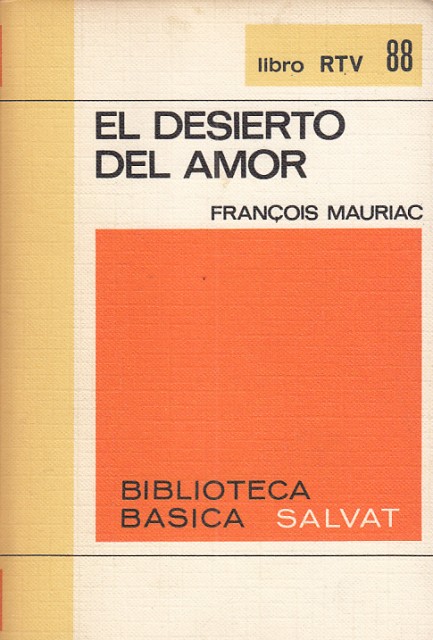 libro RTV 88
EL DESIERTO
DEL AMOR
FRANÇOIS MAURIAC
BIBLIOTECA
BASICA SALVAT